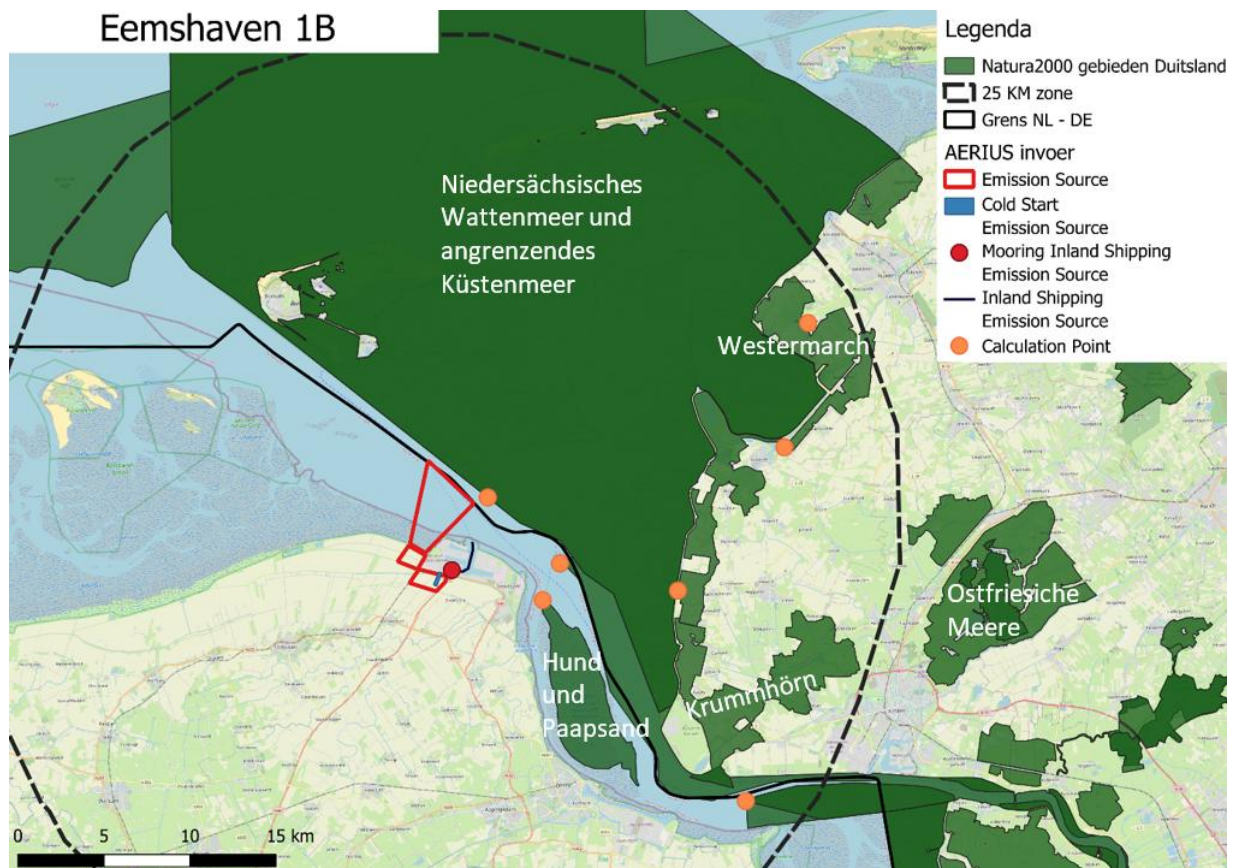 Eemshaven 1B
Legenda
Natura2000 gebieden Duitsland
25 KM zone
Grens NL - DE
AERIUS invoer
Emission Source
Cold Start
Emission Source
Mooring Inland Shipping
Emission Source
Inland Shipping
Emission Source
Calculation Point
Niedersächsisches
Wattenmeer und
angrenzendes
Küstenmeer
Westermarch
Ostfriesiche
Meere
Hund
und
Paapsand
Krummhörn
0 5 10 15 km